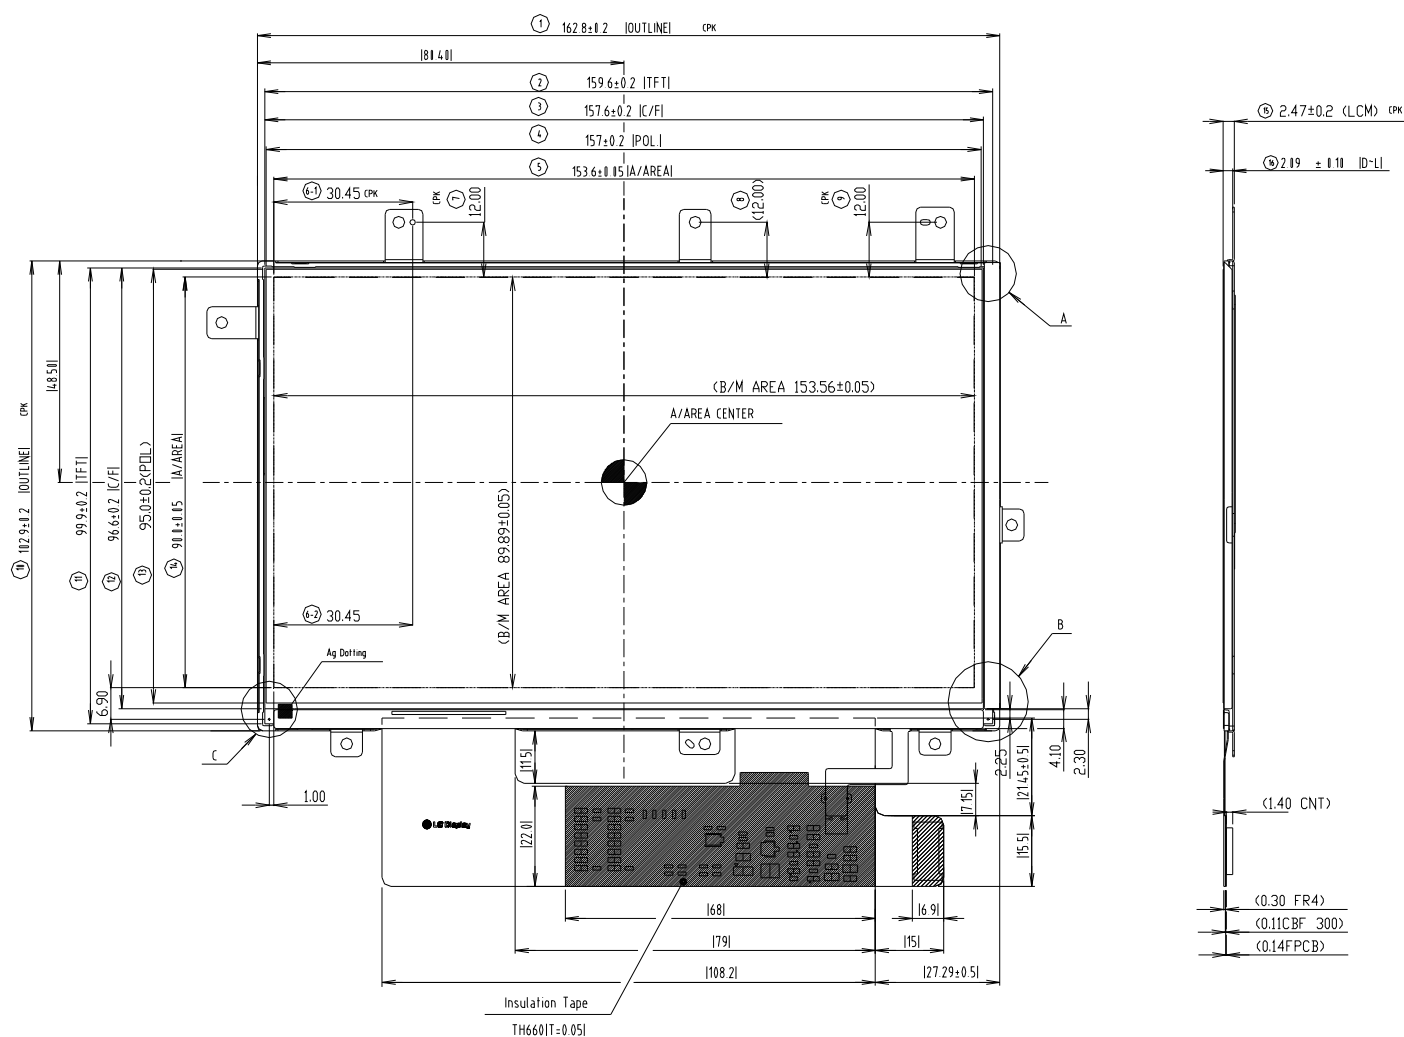 1 162.8±0.2 |OUTLINE| CPK
|80.40|
2 159.6±0.2 |TFT|
3 157.6±0.2 |C/F|
4 157±0.2 |POL.|
5 153.6±0.05 |A/AREA|
6-1 30.45 CPK
CPK 7 12.00
8 (12.00)
CPK 9 12.00
15 2.47±0.2 (LCM) CPK
16 2.09 ± 0.10 |D~L|
A
|48.50|
(B/M AREA 153.56±0.05)
A/AREA CENTER
10 102.9±0.2 |OUTLINE| CPK
11 99.9±0.2 |TFT|
12 96.6±0.2 |C/F|
13 95.0±0.2(POL)
14 90.0±0.05 |A/AREA|
(B/M AREA 89.89±0.05)
6-2 30.45
B
Ag Dotting
6.90
C
1.00
|11.5|
|22.0|
2.25
4.10
2.30
|21.45±0.5|
|7.15|
|15.5|
LG Display
(1.40 CNT)
|68|
|6.9|
|79|
|15|
|108.2|
|27.29±0.5|
(0.30 FR4)
(0.11CBF 300)
(0.14FPCB)
Insulation Tape
TH660|T=0.05|